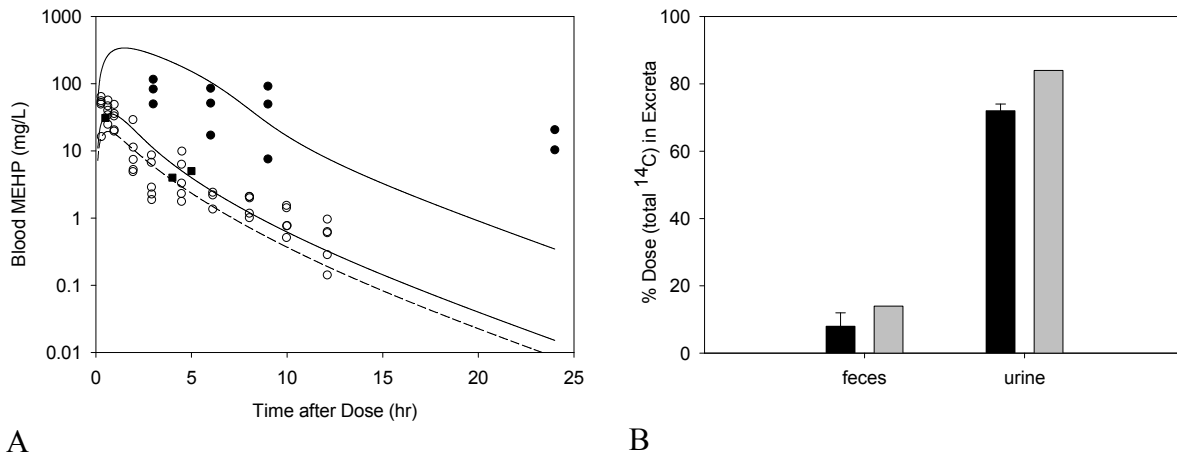 1000
100
10
1
0.1
0.01
Blood MEHP (mg/L)
0 5 10 15 20 25
Time after Dose (hr)
A
100
80
60
40
20
0
% Dose (total 14C) in Excreta
feces urine
B